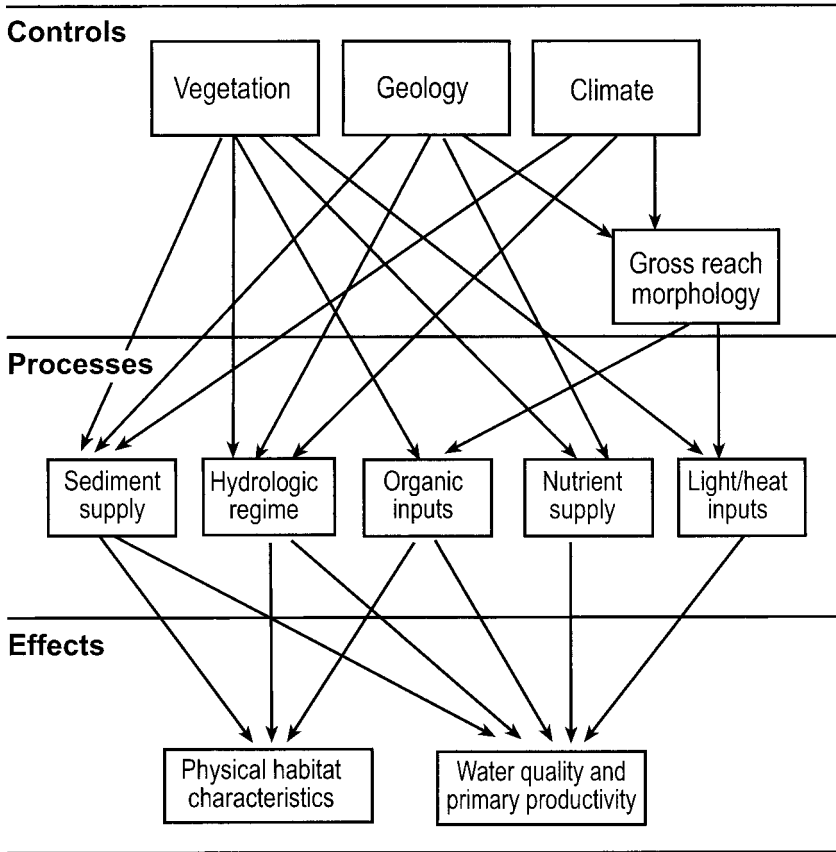 Controls
Vegetation
Geology
Climate
Gross reach
morphology
Processes
Sediment
supply
Hydrologic
regime
Organic
inputs
Nutrient
supply
Light/heat
inputs
Effects
Physical habitat
characteristics
Water quality and
primary productivity